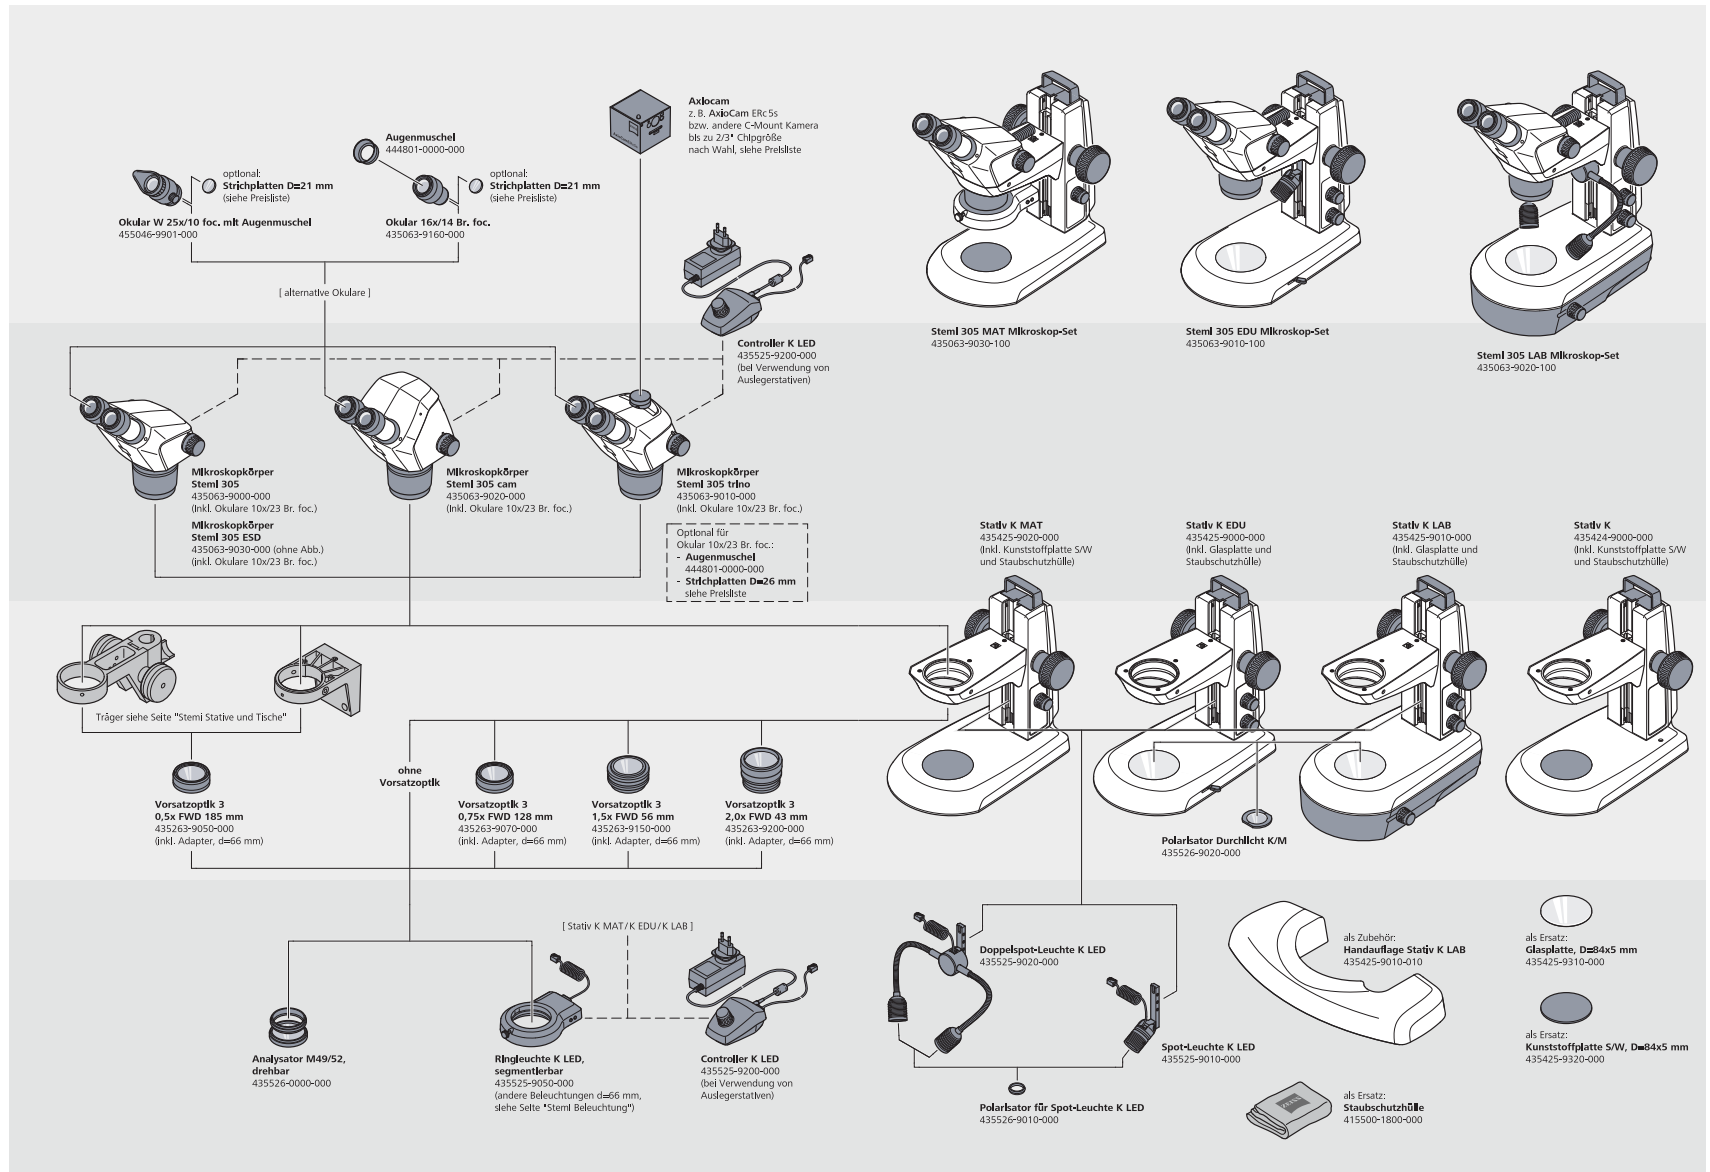 Axiocam
z. B. AxioCam ERc5s
bzw. andere C-Mount Kamera
bis zu 2/3" Chipgröße
nach Wahl, siehe Preisliste
Augenmuschel
444801-0000-000
optional:
Strichplatten D=21 mm
(siehe Preisliste)
optional:
Strichplatten D=21 mm
(siehe Preisliste)
Okular W 25x/10 foc. mit Augenmuschel
455046-9901-000
Okular 16x/14 Br. foc.
435063-9160-000
[ alternative Okulare ]
Controller K LED
435525-9200-000
(bei Verwendung von
Auslegerstativen)
Stemi 305 MAT Mikroskop-Set
435063-9030-100
Stemi 305 EDU Mikroskop-Set
435063-9010-100
Stemi 305 LAB Mikroskop-Set
435063-9020-100
Mikroskopkörper
Stemi 305
435063-9000-000
(inkl. Okulare 10x/23 Br. foc.)
Mikroskopkörper
Stemi 305 ESD
435063-9030-000 (ohne Abb.)
(inkl. Okulare 10x/23 Br. foc.)
Mikroskopkörper
Stemi 305 cam
435063-9020-000
(inkl. Okulare 10x/23 Br. foc.)
Mikroskopkörper
Stemi 305 trino
435063-9010-000
(inkl. Okulare 10x/23 Br. foc.)
Optional für
Okular 10x/23 Br. foc.:
- Augenmuschel
444801-0000-000
- Strichplatten D=26 mm
siehe Preisliste
Stativ K MAT
435425-9020-000
(inkl. Kunststoffplatte S/W
und Staubschutzhülle)
Stativ K EDU
435425-9000-000
(inkl. Glasplatte und
Staubschutzhülle)
Stativ K LAB
435425-9010-000
(inkl. Glasplatte und
Staubschutzhülle)
Stativ K
435424-9000-000
(inkl. Kunststoffplatte S/W
und Staubschutzhülle)
Träger siehe Seite "Stemi Stative und Tische"
ohne
Vorsatzoptik
Vorsatzoptik 3
0,5x FWD 185 mm
435263-9050-000
(inkl. Adapter, d=66 mm)
Vorsatzoptik 3
0,75x FWD 128 mm
435263-9070-000
(inkl. Adapter, d=66 mm)
Vorsatzoptik 3
1,5x FWD 56 mm
435263-9150-000
(inkl. Adapter, d=66 mm)
Vorsatzoptik 3
2,0x FWD 43 mm
435263-9200-000
(inkl. Adapter, d=66 mm)
Polarisator Durchlicht K/M
435526-9020-000
[ Stativ K MAT/K EDU/K LAB ]
Analysator M49/52,
drehbar
435526-0000-000
Ringleuchte K LED,
segmentierbar
435525-9050-000
(andere Beleuchtungen d=66 mm,
siehe Seite "Stemi Beleuchtung")
Controller K LED
435525-9200-000
(bei Verwendung von
Auslegerstativen)
Doppelspot-Leuchte K LED
435525-9020-000
Spot-Leuchte K LED
435525-9010-000
Polarisator für Spot-Leuchte K LED
435526-9010-000
als Zubehör:
Handauflage Stativ K LAB
435425-9010-010
als Ersatz:
Glasplatte, D=84x5 mm
435425-9310-000
als Ersatz:
Kunststoffplatte S/W, D=84x5 mm
435425-9320-000
als Ersatz:
Staubschutzhülle
415500-1800-000
ZEISS